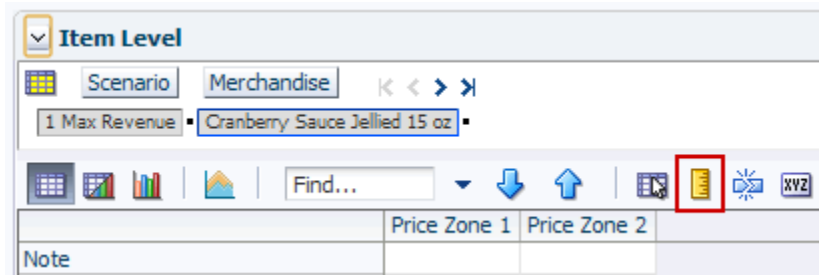 Item Level
Scenario Merchandise
1 Max Revenue Cranberry Sauce Jellied 15 oz
Find... XYZ
Price Zone 1 Price Zone 2
Note